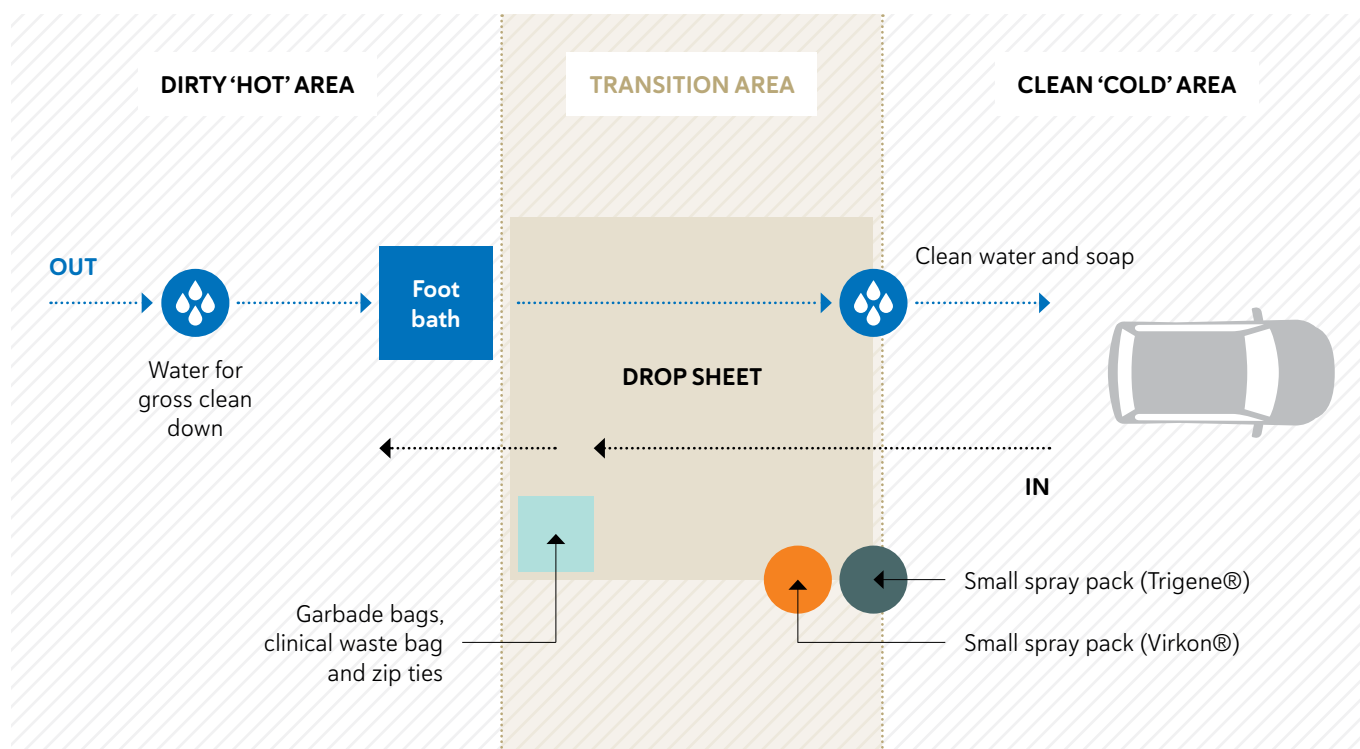 DIRTY ‘HOT’ AREA
TRANSITION AREA
CLEAN ‘COLD’ AREA
OUT
Foot
bath
Clean water and soap
Water for
gross clean
down
DROP SHEET
IN
Garbade bags,
clinical waste bag
and zip ties
Small spray pack (Trigene®)
Small spray pack (Virkon®)